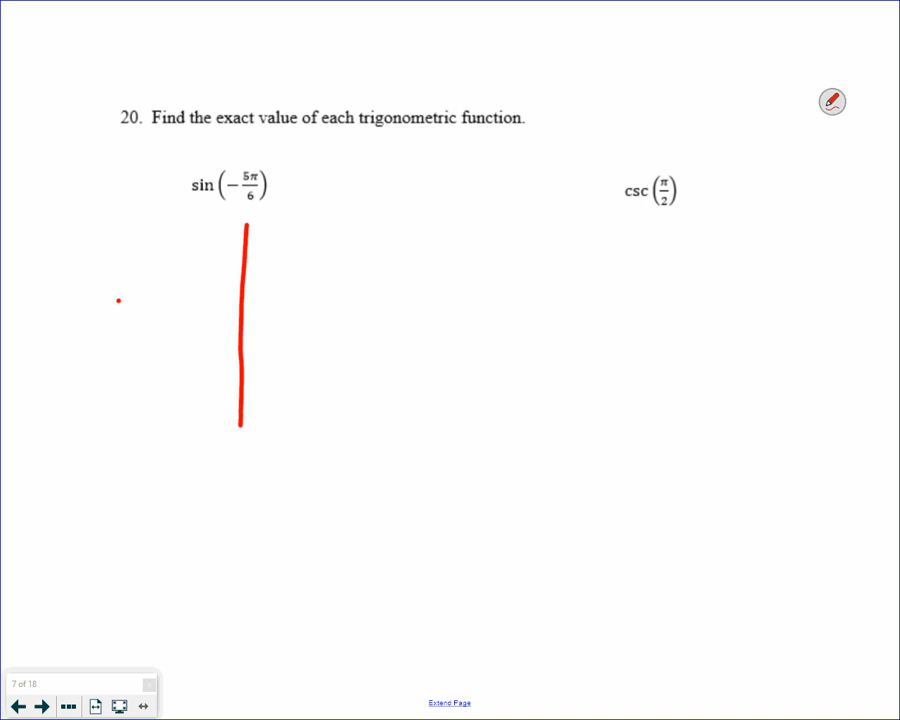 20. Find the exact value of each trigonometric function.
sin(−5π/6)
csc(π/2)
7 of 18
Extend Page